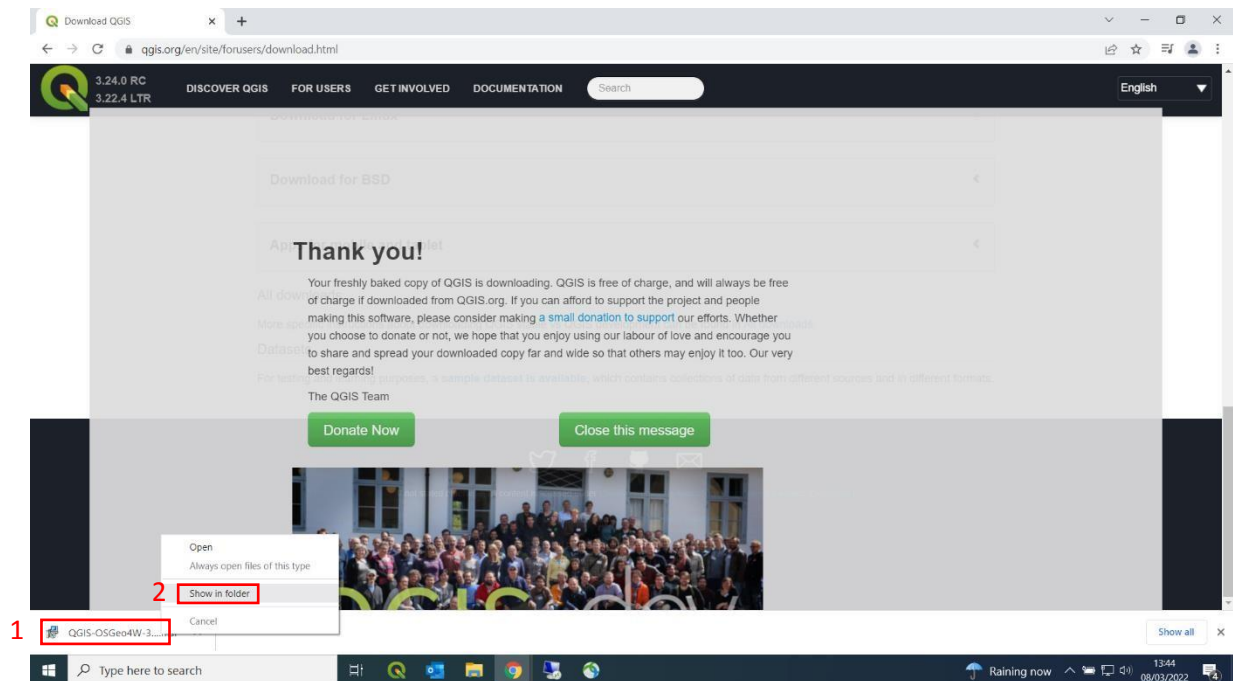 Download QGIS
qgis.org/en/site/forusers/download.html
3.24.0 RC
3.22.4 LTR
DISCOVER QGIS FOR USERS GET INVOLVED DOCUMENTATION Search English
Download for Linux
Download for BSD
Thank you!
Your freshly baked copy of QGIS is downloading. QGIS is free of charge, and will always be free
of charge if downloaded from QGIS.org. If you can afford to support the project and people
making this software, please consider making a small donation to support our efforts. Whether
you choose to donate or not, we hope that you enjoy using our labour of love and encourage you
to share and spread your downloaded copy far and wide so that others may enjoy it too. Our very
best regards!
The QGIS Team
Donate Now Close this message
Open
Always open files of this type
2 Show in folder
Cancel
1 QGIS-OSGeo4W-3....
Show all
Type here to search
Raining now
13:44
08/03/2022
4